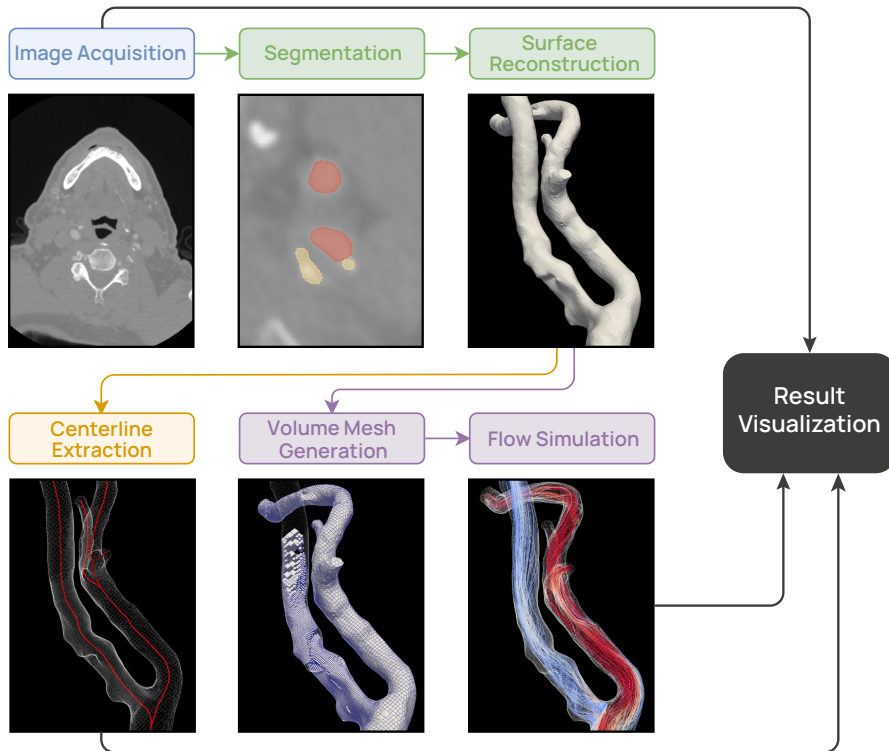 Image Acquisition
Segmentation
Surface
Reconstruction
Result
Visualization
Centerline
Extraction
Volume Mesh
Generation
Flow Simulation